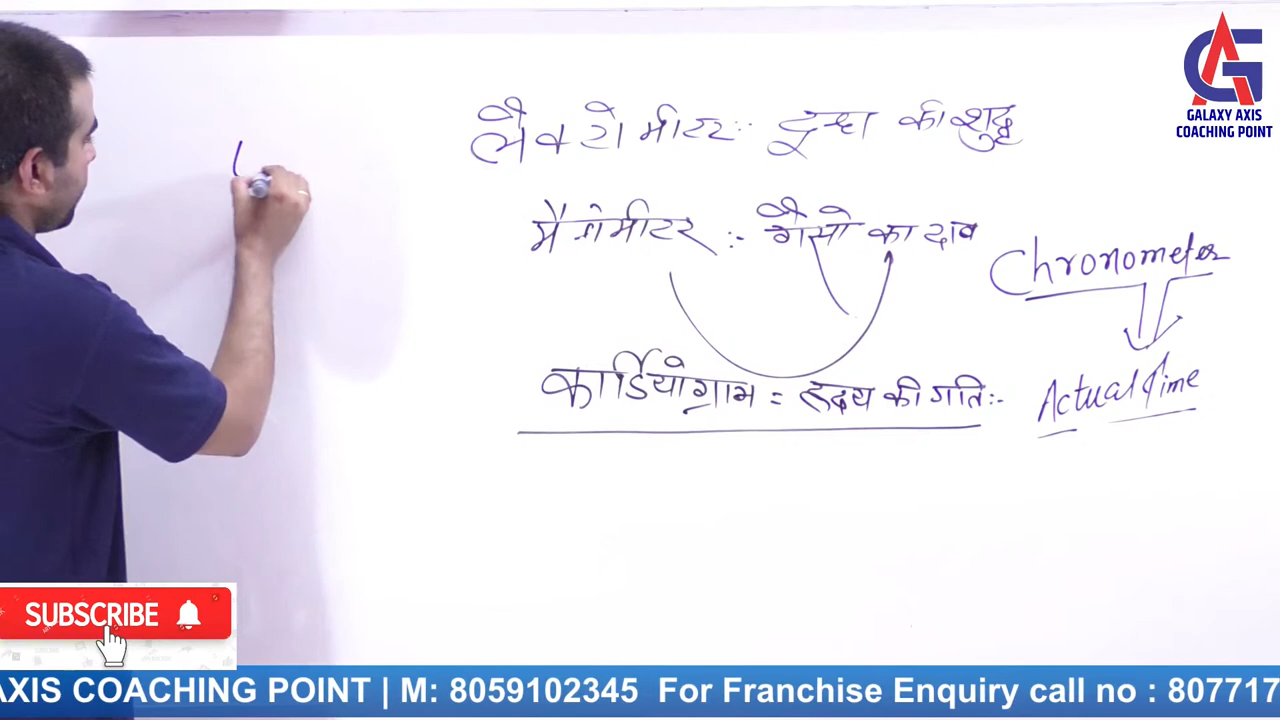 GALAXY AXIS
COACHING POINT
लैक्टोमीटर :- दूध की शुद्ध
मैनोमीटर :- गैसो का दाब
Chronometer
Actual Time
कार्डियोग्राम = हृदय की गति :-
SUBSCRIBE
AXIS COACHING POINT | M: 8059102345 For Franchise Enquiry call no : 807717